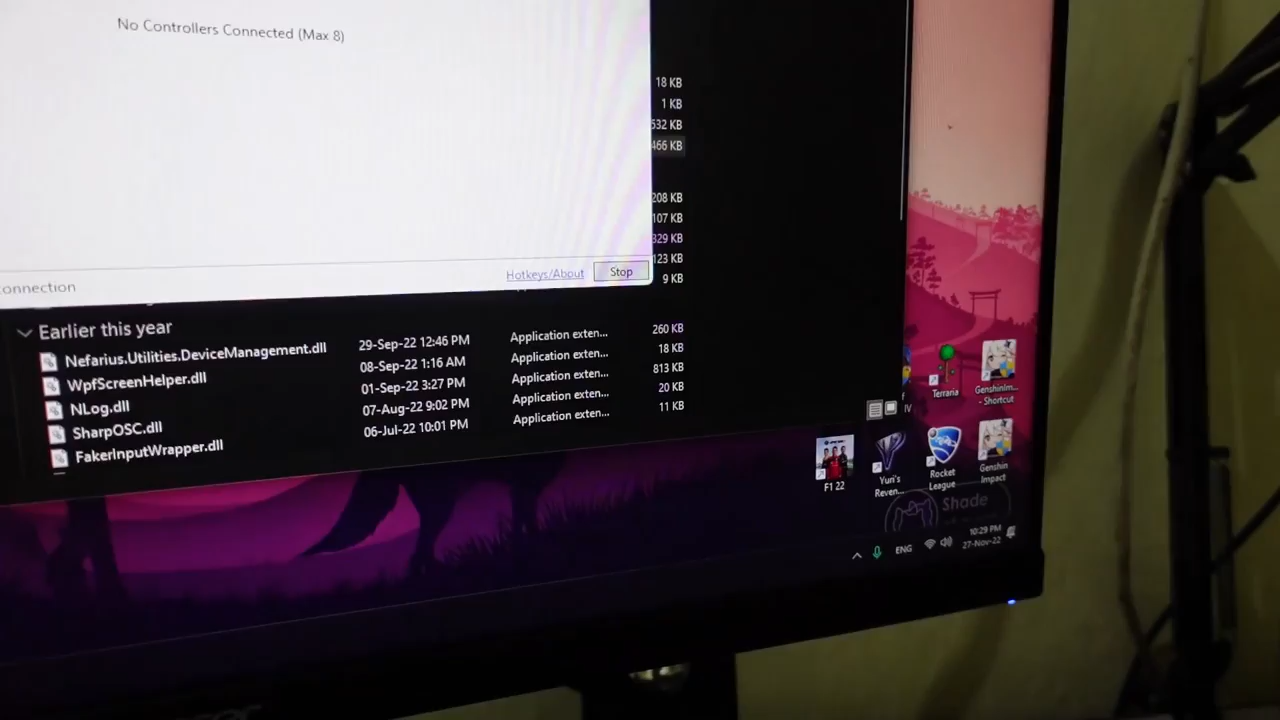 No Controllers Connected (Max 8)
18 KB
1 KB
532 KB
466 KB
208 KB
107 KB
329 KB
123 KB
9 KB
Hotkeys/About Stop
connection
Earlier this year
Nefarius.Utilities.DeviceManagement.dll 29-Sep-22 12:46 PM Application exten... 260 KB
WpfScreenHelper.dll 08-Sep-22 1:16 AM Application exten... 18 KB
NLog.dll 01-Sep-22 3:27 PM Application exten... 813 KB
SharpOSC.dll 07-Aug-22 9:02 PM Application exten... 20 KB
FakerInputWrapper.dll 06-Jul-22 10:01 PM Application exten... 11 KB
IV
Terraria
GenshinIm...
- Shortcut
F1 22
Yuri's
Reven...
Rocket
League
Genshin
Impact
Shade
ENG
10:29 PM
27-Nov-22